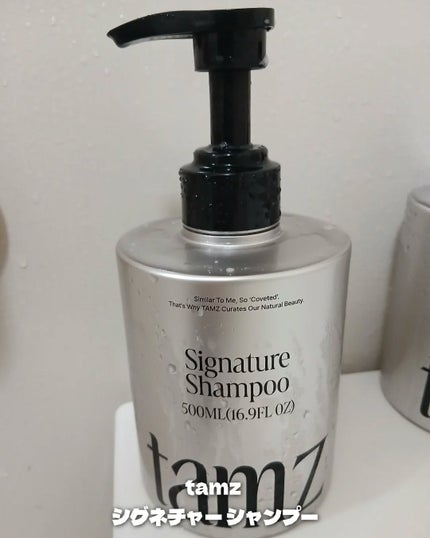 Similar To Me, So 'Coveted'.
That's Why TAMZ Curates Our Natural Beauty.
Signature
Shampoo
500ML(16.9FL OZ)
tamz
tamz
シグネチャー シャンプー